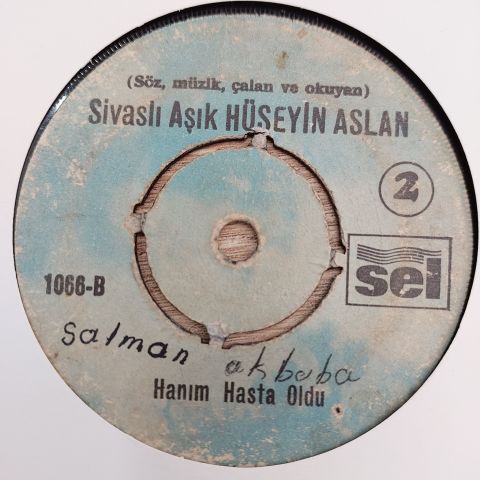 (Söz, müzik, çalan ve okuyan)
Sivaslı Aşık HÜSEYİN ASLAN
2
sel
1066-B
Salman akbaba
Hanım Hasta Oldu